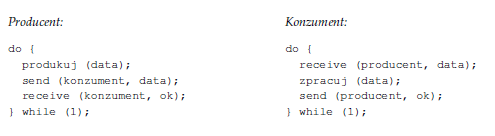 Producent:
do {
  produkuj (data);
  send (konzument, data);
  receive (konzument, ok);
} while (1);
Konzument:
do {
  receive (producent, data);
  zpracuj (data);
  send (producent, ok);
} while (1);